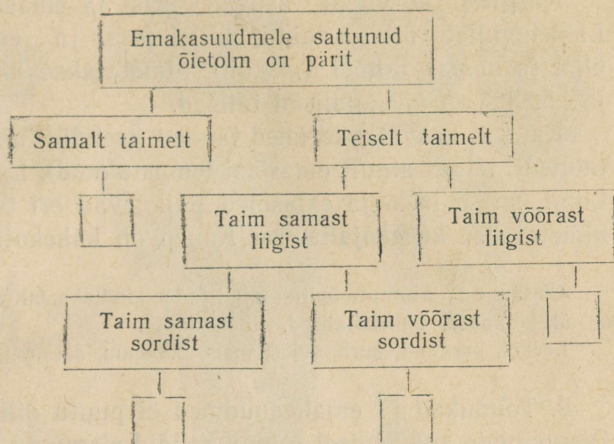 Emakasuudmele sattunud
õietolm on pärit
Samalt taimelt
Teiselt taimelt
Taim samast
liigist
Taim võõrast
liigist
Taim samast
sordist
Taim võõrast
sordist